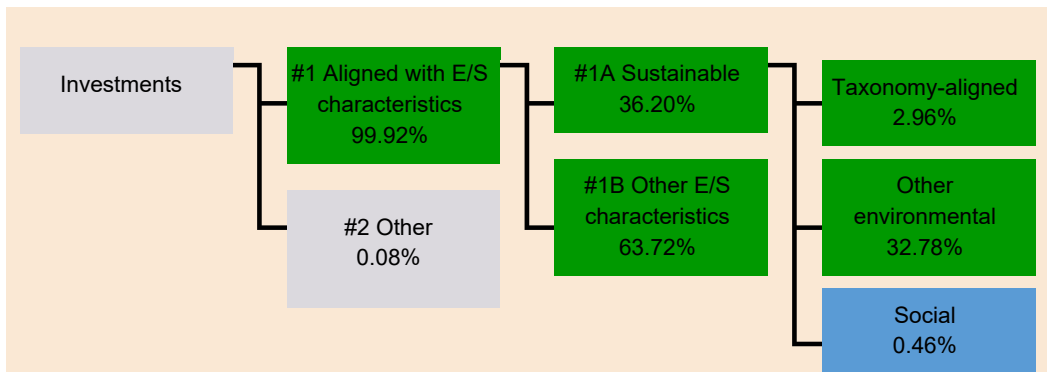 Investments
#1 Aligned with E/S
characteristics
99.92%
#2 Other
0.08%
#1A Sustainable
36.20%
#1B Other E/S
characteristics
63.72%
Taxonomy-aligned
2.96%
Other
environmental
32.78%
Social
0.46%